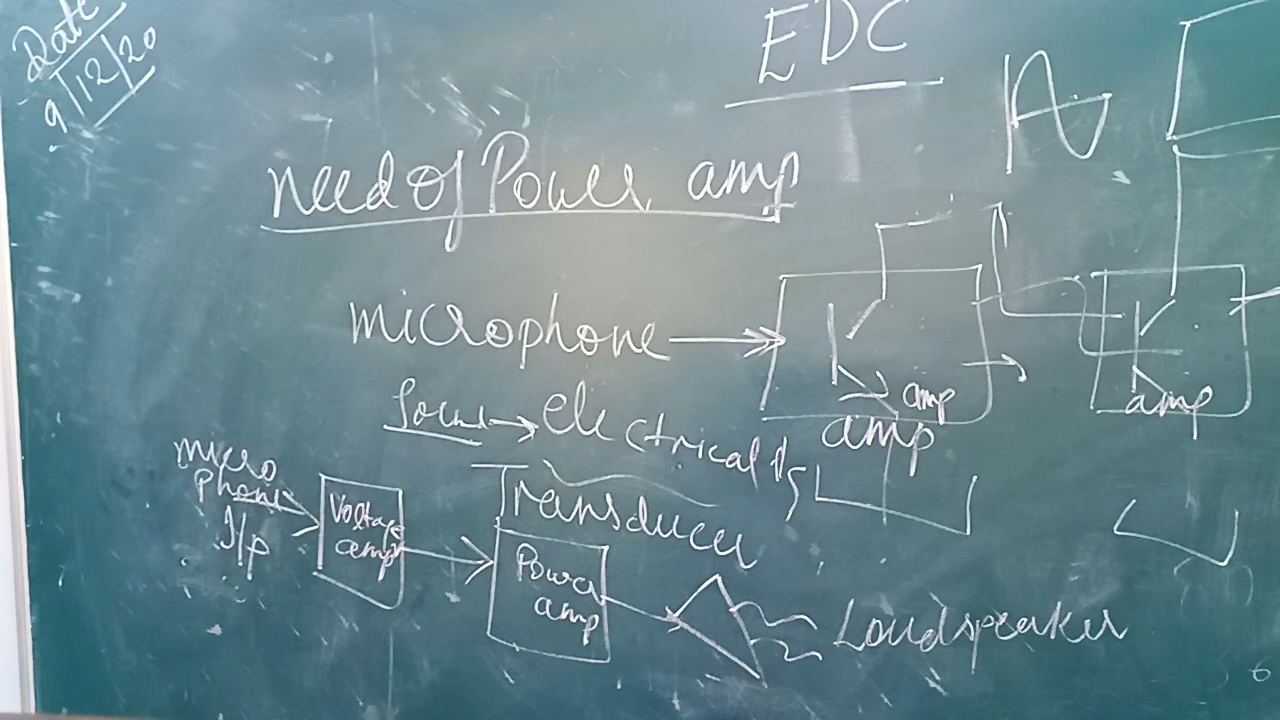 Date
9/12/20
EDC
need of Power amp
microphone
amp
amp
amp
Sound → electrical
Transducer
micro
phone
I/p
Voltage
amp
Power
amp
Loudspeaker